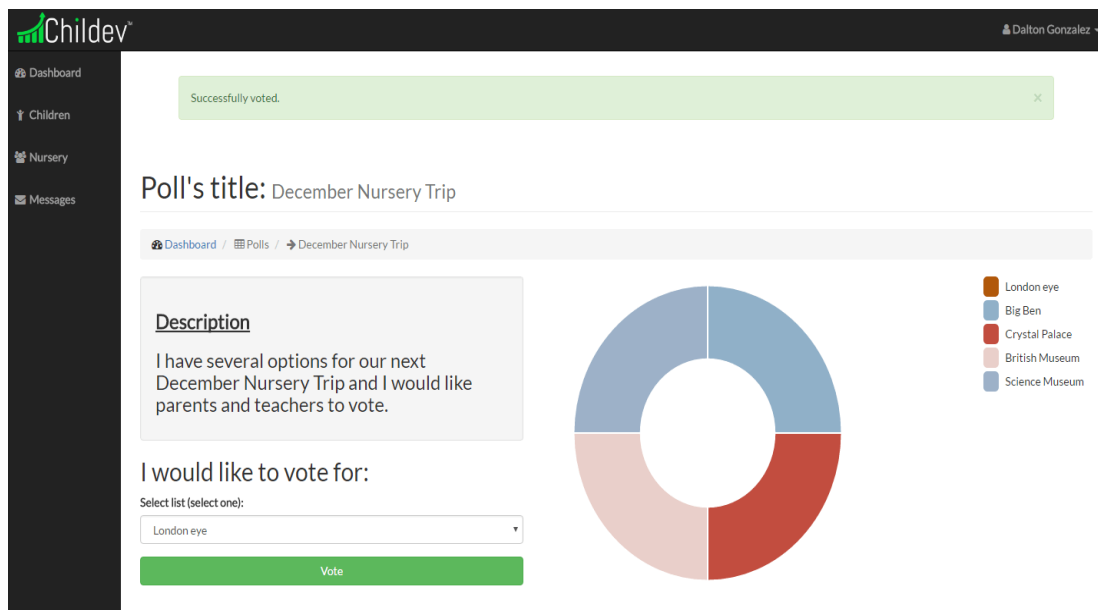 Childev™
Dalton Gonzalez
Dashboard
Children
Nursery
Messages
Successfully voted.
×
Poll's title: December Nursery Trip
Dashboard / Polls / December Nursery Trip
Description
I have several options for our next
December Nursery Trip and I would like
parents and teachers to vote.
I would like to vote for:
Select list (select one):
London eye
Vote
London eye
Big Ben
Crystal Palace
British Museum
Science Museum